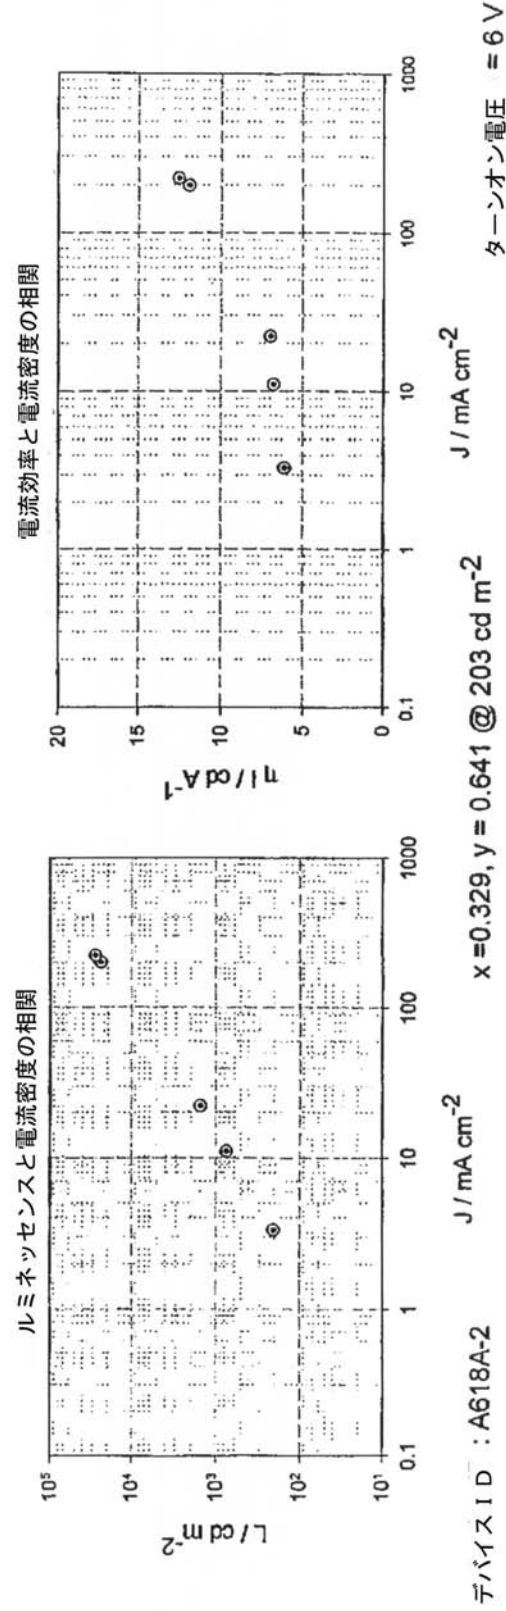 ルミネッセンスと電流密度の相関
L / cd m⁻²
10⁵
10⁴
10³
10²
10¹
0.1 1 10 100 1000
J / mA cm⁻²
電流効率と電流密度の相関
η I / cd A⁻¹
20
15
10
5
0
0.1 1 10 100 1000
J / mA cm⁻²
デバイスID : A618A-2
x =0.329, y = 0.641 @ 203 cd m⁻²
ターンオン電圧 = 6 V